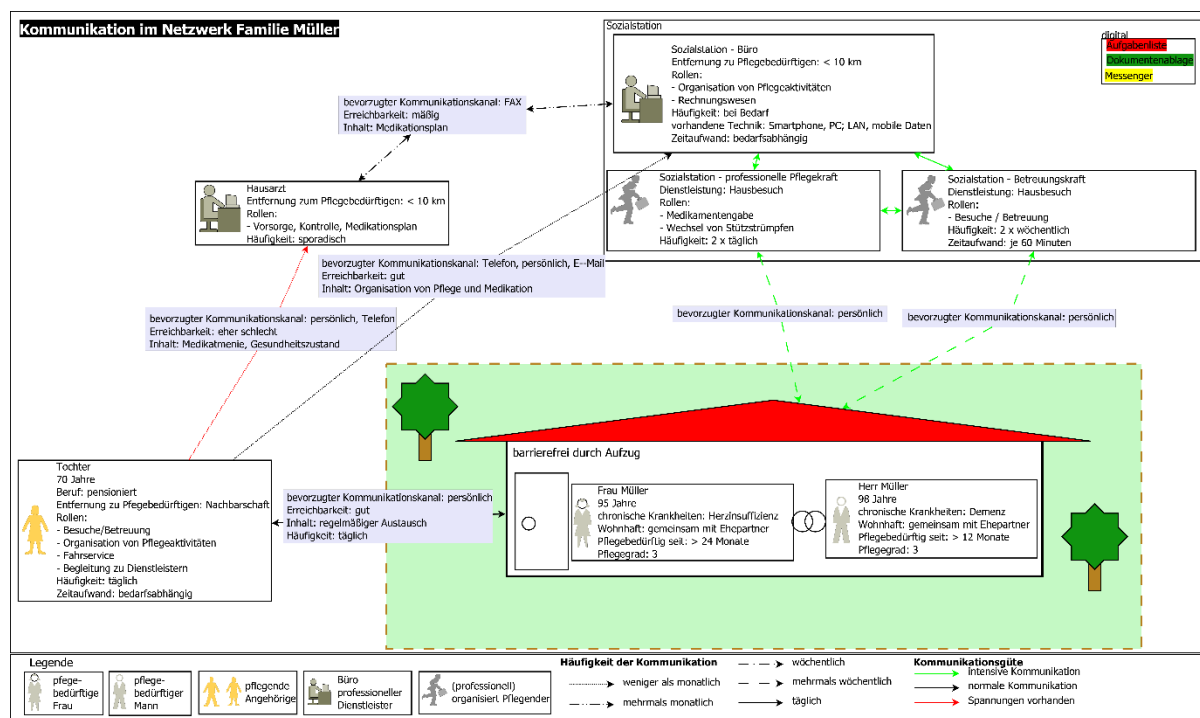 Kommunikation im Netzwerk Familie Müller
Sozialstation
digital
Aufgabenliste
Dokumentenablage
Messenger
Sozialstation - Büro
Entfernung zu Pflegebedürftigen: < 10 km
Rollen:
- Organisation von Pflegeaktivitäten
- Rechnungswesen
Häufigkeit: bei Bedarf
vorhandene Technik: Smartphone, PC; LAN, mobile Daten
Zeitaufwand: bedarfsabhängig
bevorzugter Kommunikationskanal: FAX
Erreichbarkeit: mäßig
Inhalt: Medikationsplan
Hausarzt
Entfernung zum Pflegebedürftigen: < 10 km
Rollen:
- Vorsorge, Kontrolle, Medikationsplan
Häufigkeit: sporadisch
Sozialstation - professionelle Pflegekraft
Dienstleistung: Hausbesuch
Rollen:
- Medikamentengabe
- Wechsel von Stützstrümpfen
Häufigkeit: 2 x täglich
Sozialstation - Betreuungskraft
Dienstleistung: Hausbesuch
Rollen:
- Besuche / Betreuung
Häufigkeit: 2 x wöchentlich
Zeitaufwand: je 60 Minuten
bevorzugter Kommunikationskanal: Telefon, persönlich, E--Mail
Erreichbarkeit: gut
Inhalt: Organisation von Pflege und Medikation
bevorzugter Kommunikationskanal: persönlich, Telefon
Erreichbarkeit: eher schlecht
Inhalt: Medikatmenie, Gesundheitszustand
bevorzugter Kommunikationskanal: persönlich
bevorzugter Kommunikationskanal: persönlich
barrierefrei durch Aufzug
Tochter
70 Jahre
Beruf: pensioniert
Entfernung zu Pfegebedürftigen: Nachbarschaft
Rollen:
- Besuche/Betreuung
- Organisation von Pflegeaktivitäten
- Fahrservice
- Begleitung zu Dienstleistern
Häufigkeit: täglich
Zeitaufwand: bedarfsabhängig
bevorzugter Kommunikationskanal: persönlich
Erreichbarkeit: gut
Inhalt: regelmäßiger Austausch
Häufigkeit: täglich
Frau Müller
95 Jahre
chronische Krankheiten: Herzinsuffizienz
Wohnhaft: gemeinsam mit Ehepartner
Pflegebedürftig seit: > 24 Monate
Pflegegrad: 3
Herr Müller
98 Jahre
chronische Krankheiten: Demenz
Wohnhaft: gemeinsam mit Ehepartner
Pflegebedürftig seit: > 12 Monate
Pflegegrad: 3
Legende
pflege-
bedürftige
Frau
pflege-
bedürftiger
Mann
pflegende
Angehörige
Büro
professioneller
Dienstleister
(professionell)
organisiert Pflegender
Häufigkeit der Kommunikation
weniger als monatlich
mehrmals monatlich
wöchentlich
mehrmals wöchentlich
täglich
Kommunikationsgüte
intensive Kommunikation
normale Kommunikation
Spannungen vorhanden